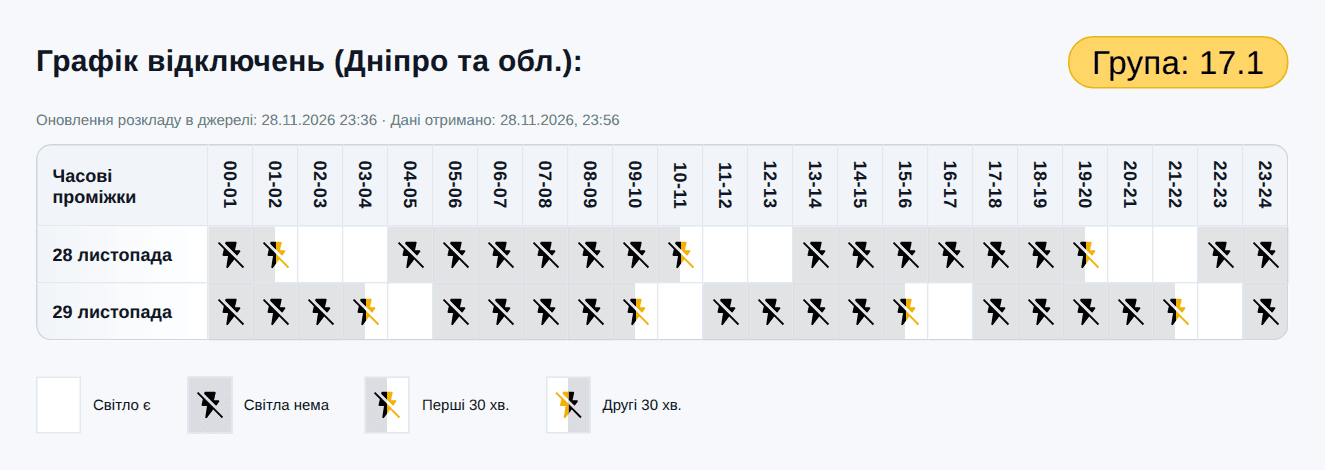 Графік відключень (Дніпро та обл.):
Група: 17.1
Оновлення розкладу в джерелі: 28.11.2026 23:36 · Дані отримано: 28.11.2026, 23:56
Часові
проміжки
00-01
01-02
02-03
03-04
04-05
05-06
06-07
07-08
08-09
09-10
10-11
11-12
12-13
13-14
14-15
15-16
16-17
17-18
18-19
19-20
20-21
21-22
22-23
23-24
28 листопада
29 листопада
Світло є
Світла нема
Перші 30 хв.
Другі 30 хв.